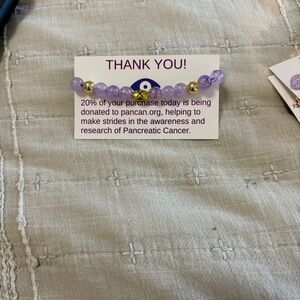 THANK YOU!
20% of your purchase today is being
donated to pancan.org, helping to
make strides in the awareness and
research of Pancreatic Cancer.